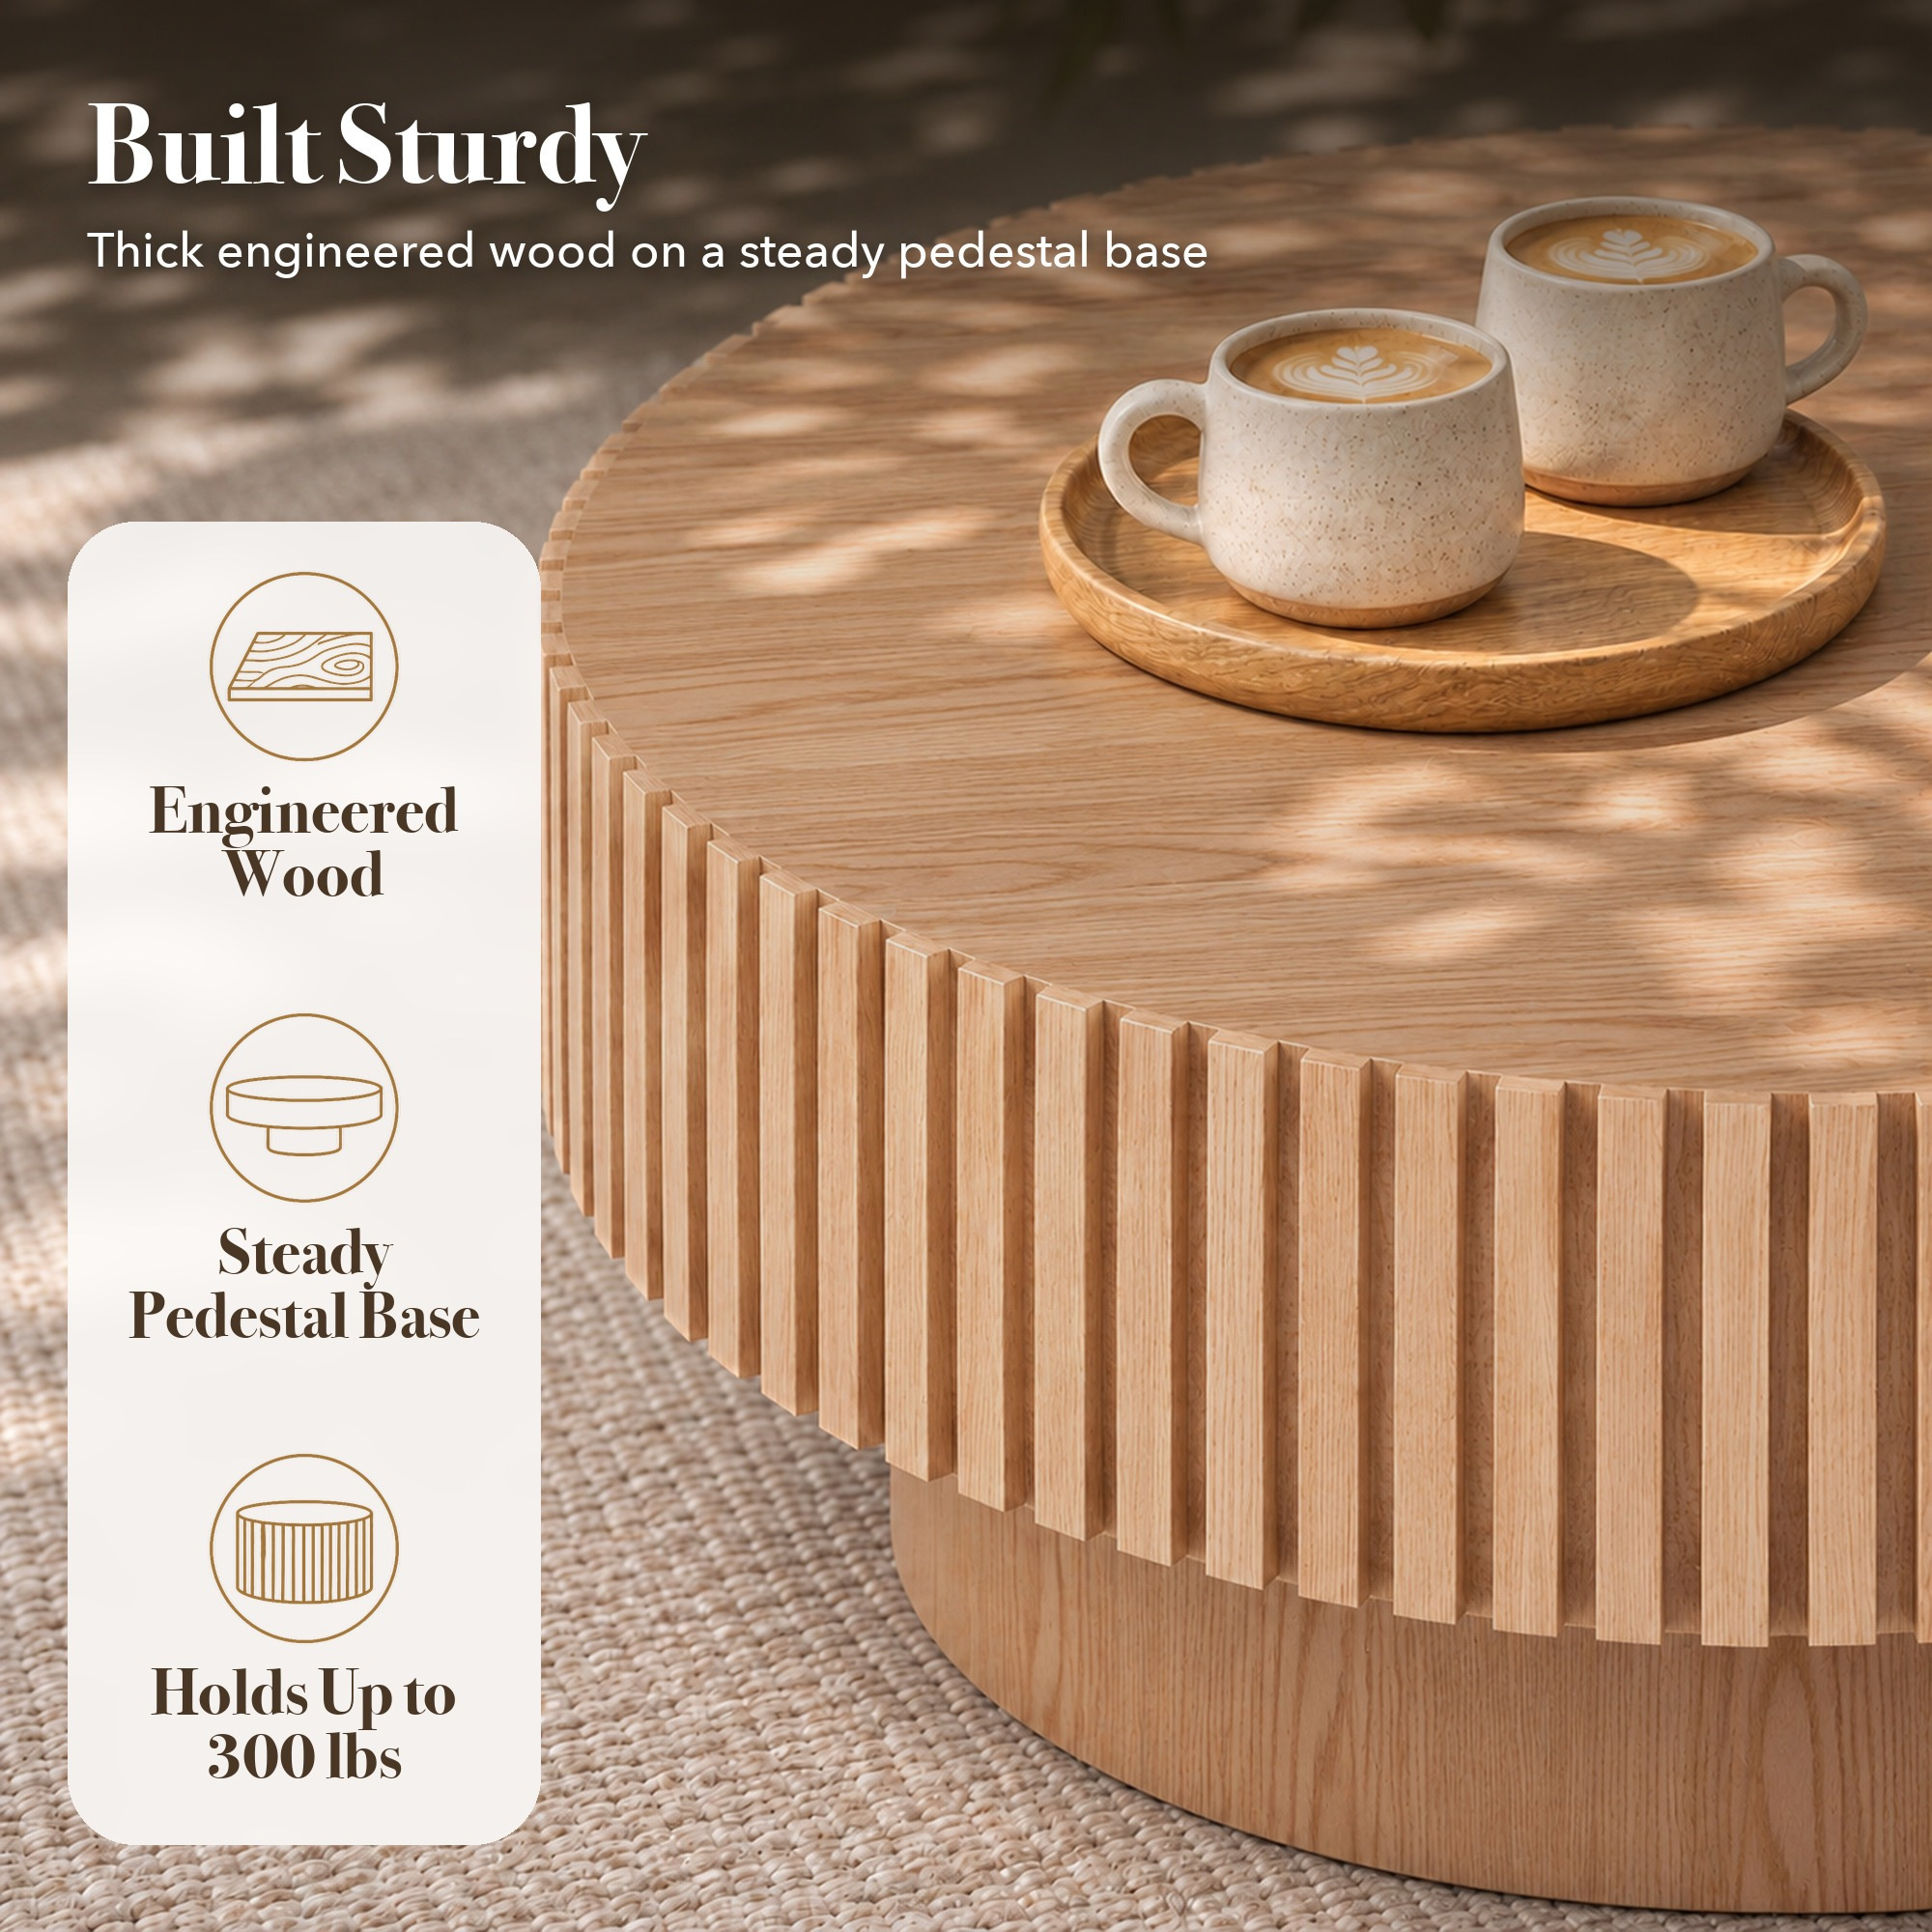 Built Sturdy
Thick engineered wood on a steady pedestal base
Engineered
Wood
Steady
Pedestal Base
Holds Up to
300 lbs